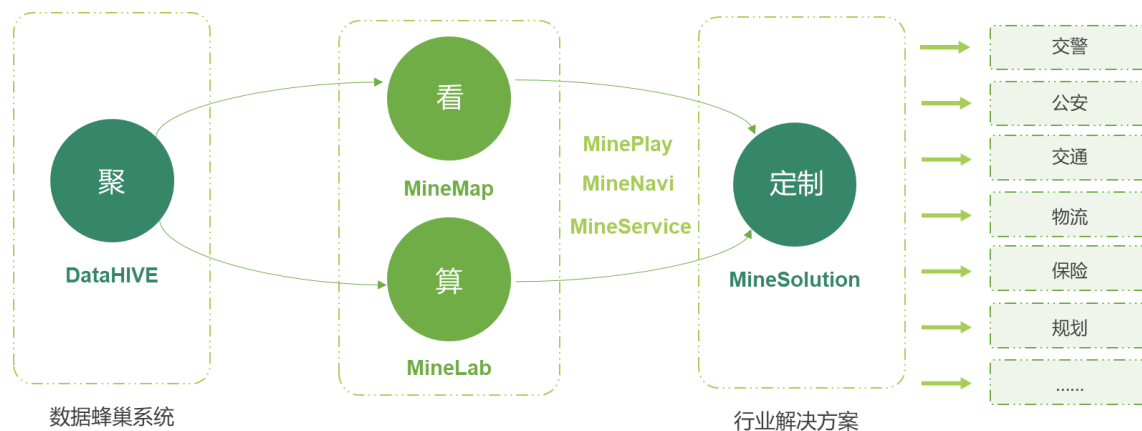 聚
DataHIVE
数据蜂巢系统
看
MineMap
算
MineLab
MinePlay
MineNavi
MineService
定制
MineSolution
行业解决方案
交警
公安
交通
物流
保险
规划
......